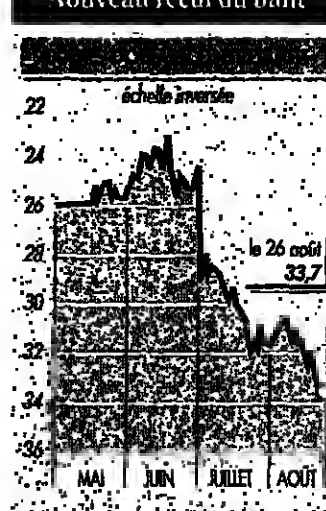 Nouveau recul du baht
échelle inversée
22
24
26
28
le 26 août
33,7
30
32
34
36
MAI JUIN JUILLET AOÛT